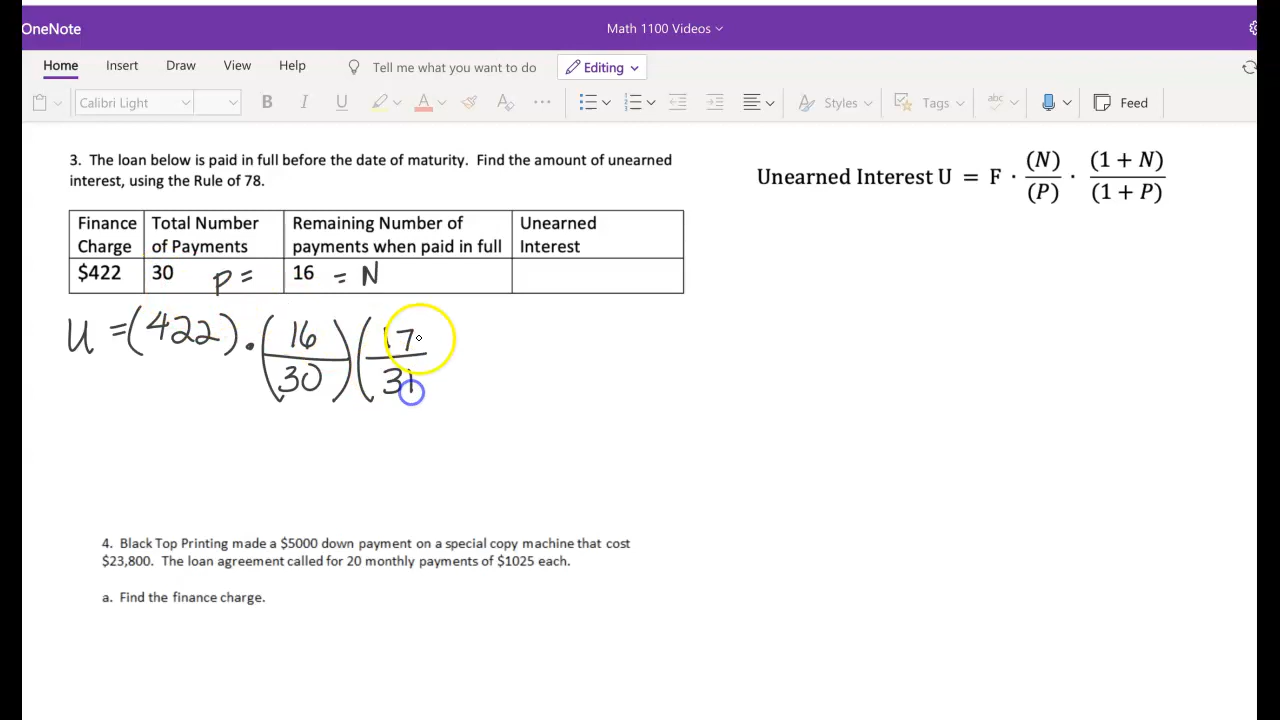 OneNote
Math 1100 Videos
Home Insert Draw View Help Tell me what you want to do Editing
Calibri Light B I U A A ... Styles Tags abc Feed
3. The loan below is paid in full before the date of maturity. Find the amount of unearned
interest, using the Rule of 78.
Unearned Interest U = F · (N)/(P) · (1 + N)/(1 + P)
Finance Charge Total Number of Payments Remaining Number of payments when paid in full Unearned Interest
$422 30 P = 16 = N
U = (422) · (16/30) (17/31
4. Black Top Printing made a $5000 down payment on a special copy machine that cost
$23,800. The loan agreement called for 20 monthly payments of $1025 each.
a. Find the finance charge.